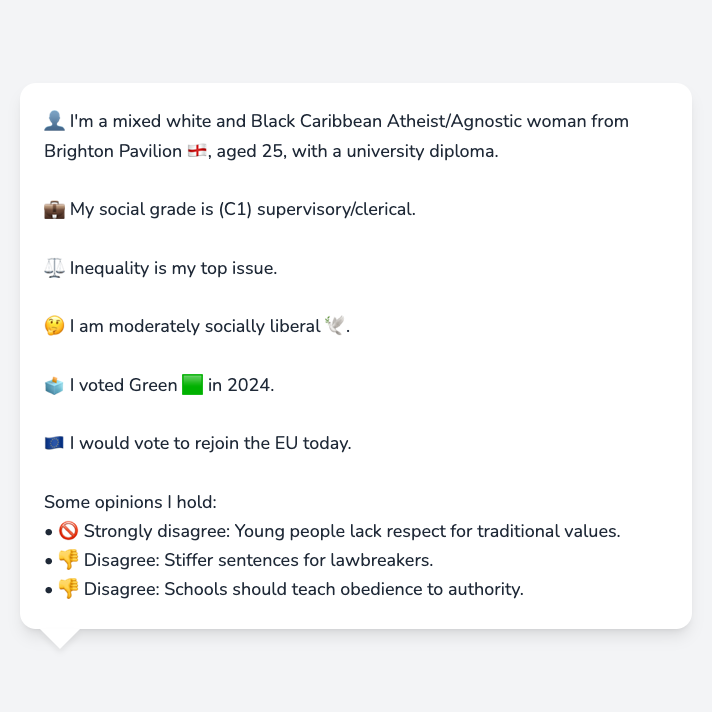 👤 I'm a mixed white and Black Caribbean Atheist/Agnostic woman from
Brighton Pavilion 🏴󠁧󠁢󠁥󠁮󠁧󠁿, aged 25, with a university diploma.
💼 My social grade is (C1) supervisory/clerical.
⚖️ Inequality is my top issue.
🤔 I am moderately socially liberal 🕊️.
🗳️ I voted Green 🟩 in 2024.
🇪🇺 I would vote to rejoin the EU today.
Some opinions I hold:
• 🚫 Strongly disagree: Young people lack respect for traditional values.
• 👎 Disagree: Stiffer sentences for lawbreakers.
• 👎 Disagree: Schools should teach obedience to authority.